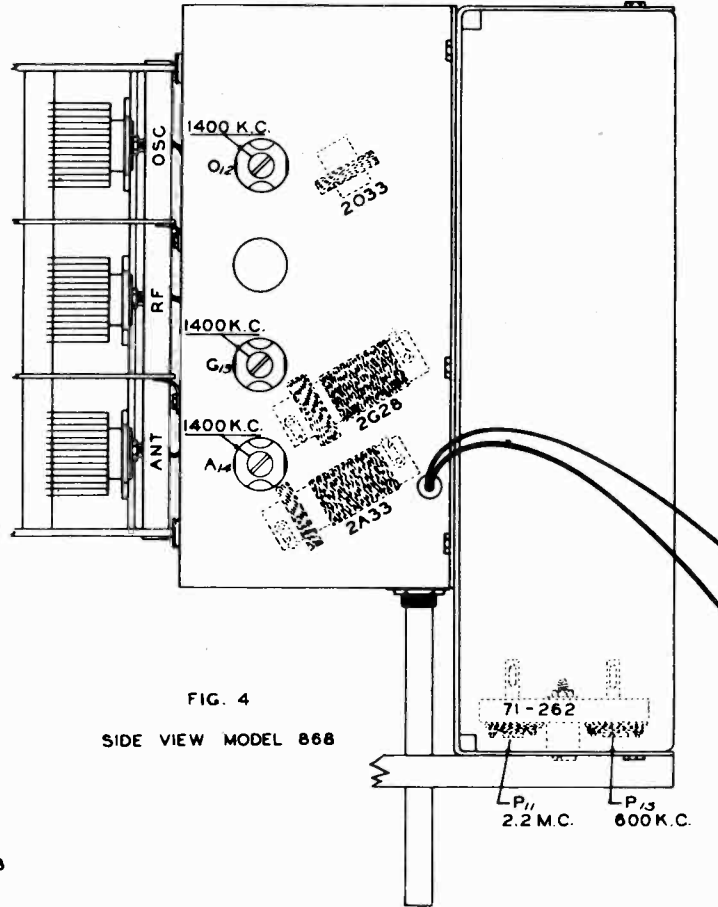 OSC
1400 K.C.
O12
2033
RF
1400 K.C.
G13
2G28
ANT
1400 K.C.
A14
2A33
FIG. 4
SIDE VIEW MODEL 868
71-262
P11
2.2 M.C.
P13
600 K.C.